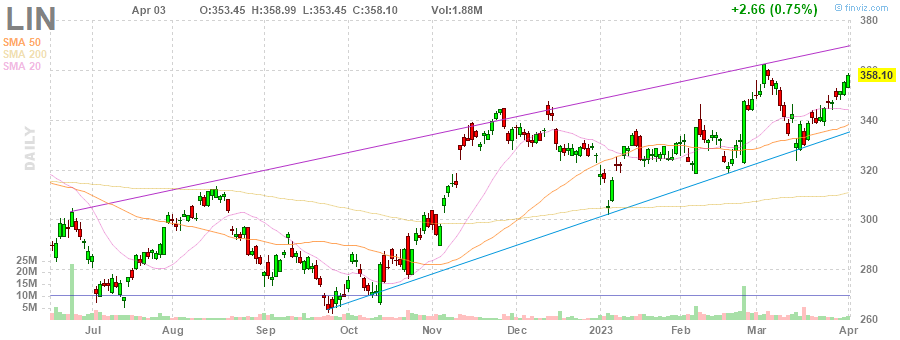 LIN Apr 03 O:353.45 H:358.99 L:353.45 C:358.10 Vol:1.88M +2.66 (0.75%) finviz.com
SMA 50
SMA 200
SMA 20
DAILY
380
360
358.10
340
320
300
280
260
25M
20M
15M
10M
5M
Jul Aug Sep Oct Nov Dec 2023 Feb Mar Apr